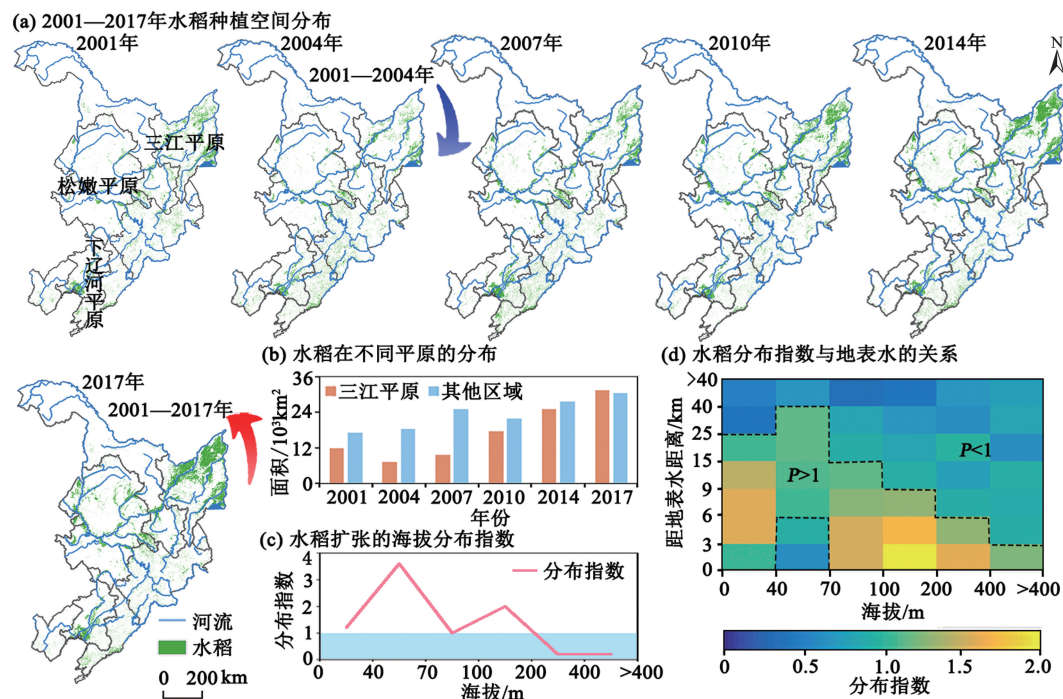 (a) 2001—2017年水稻种植空间分布
2001年
2004年
2007年
2010年
2014年
N
2001—2004年
三江平原
松嫩平原
下辽河平原
2017年
2001—2017年
河流
水稻
0 200 km
(b) 水稻在不同平原的分布
三江平原 其他区域
面积/10³km²
36
24
12
0
2001 2004 2007 2010 2014 2017
年份
(c) 水稻扩张的海拔分布指数
分布指数
分布指数
4
3
2
1
0
0 40 70 100 200 400 >400
海拔/m
(d) 水稻分布指数与地表水的关系
距地表水距离/km
>40
40
25
15
9
6
3
0
P>1
P<1
0 40 70 100 200 400 >400
海拔/m
0 0.5 1.0 1.5 2.0
分布指数